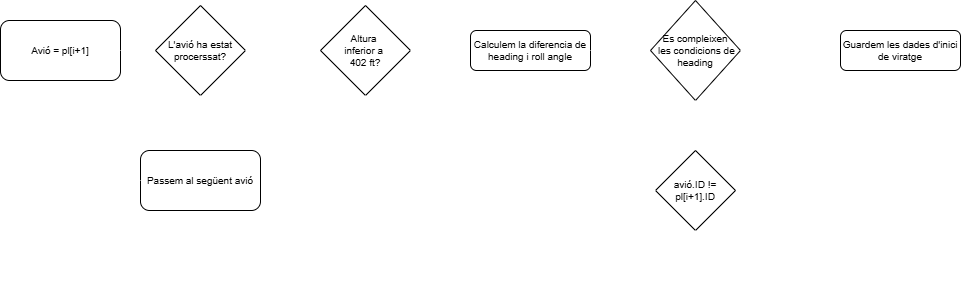 Avió = pl[i+1]
L'avió ha estat
procerssat?
Altura
inferior a
402 ft?
Calculem la diferencia de
heading i roll angle
Es compleixen
les condicions de
heading
Guardem les dades d'inici
de viratge
Passem al següent avió
avió.ID !=
pl[i+1].ID